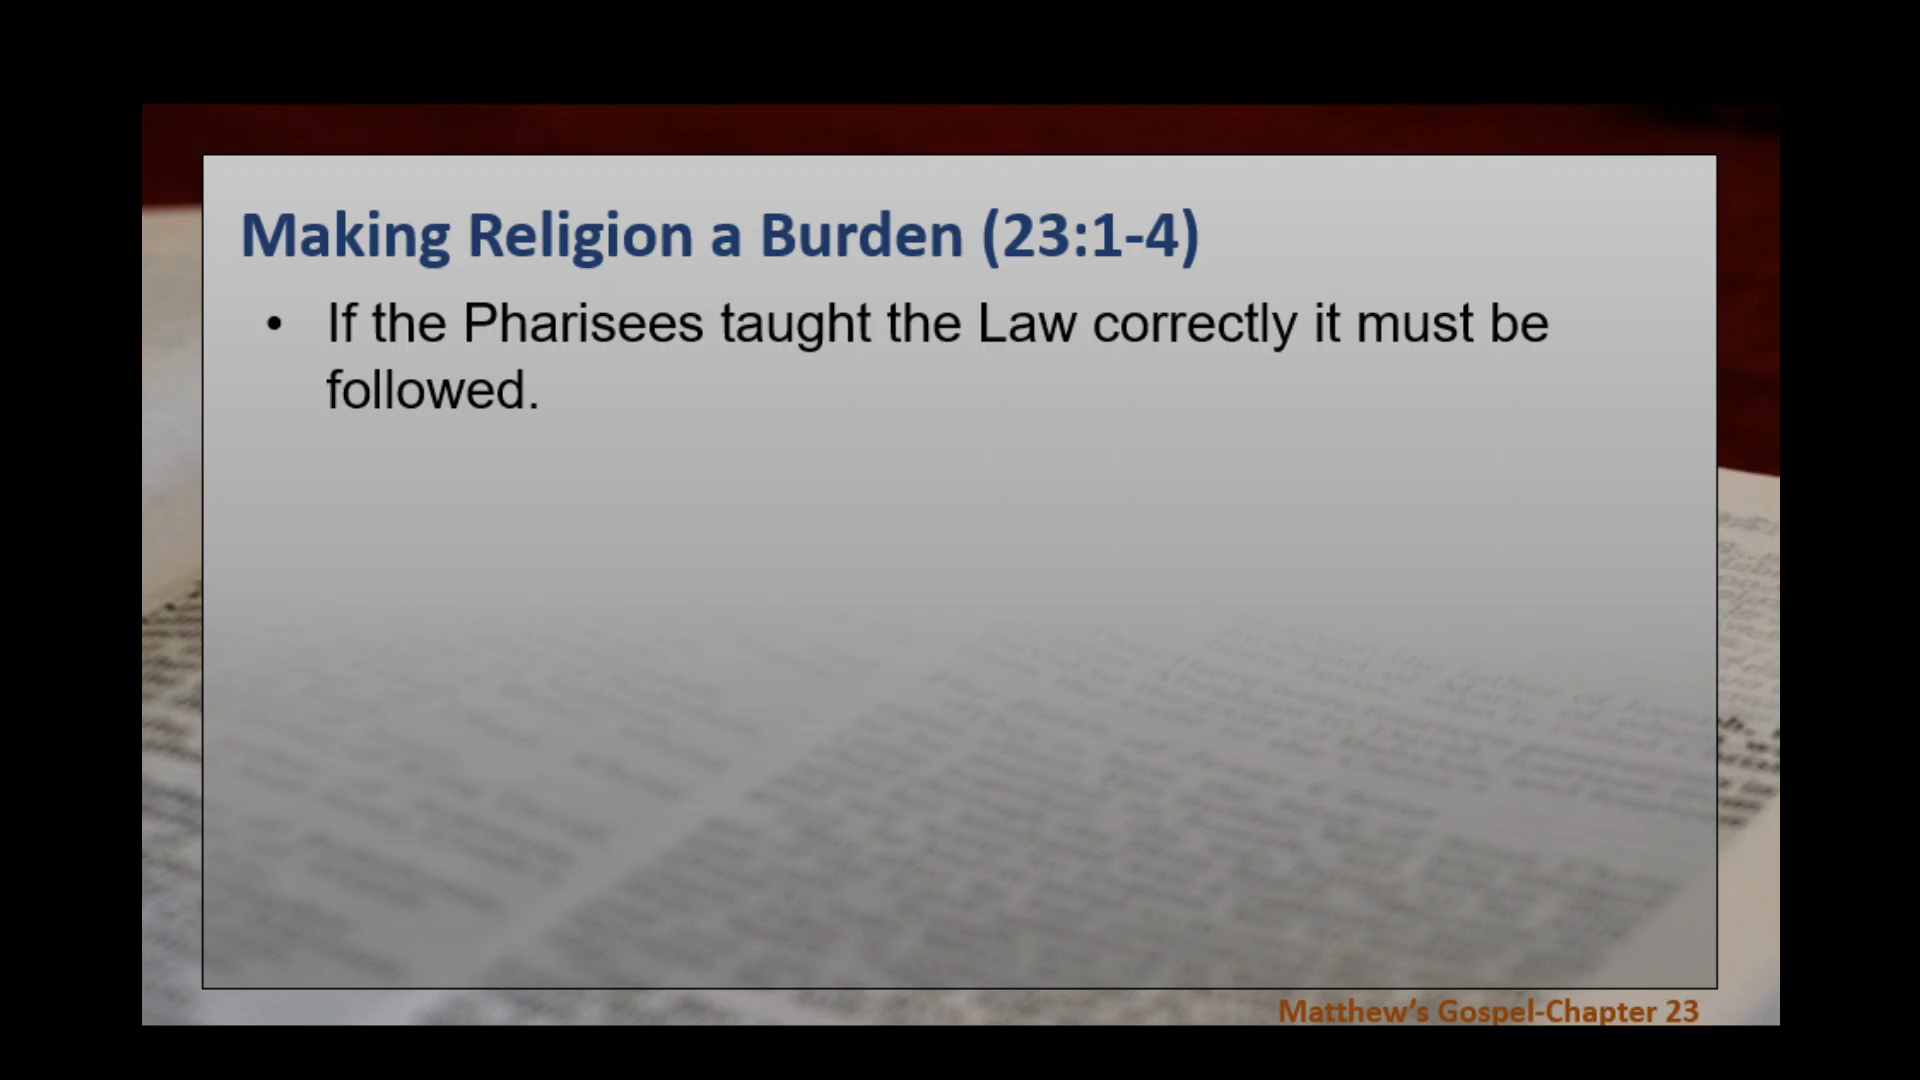 Making Religion a Burden (23:1-4)
• If the Pharisees taught the Law correctly it must be
followed.
Matthew's Gospel-Chapter 23